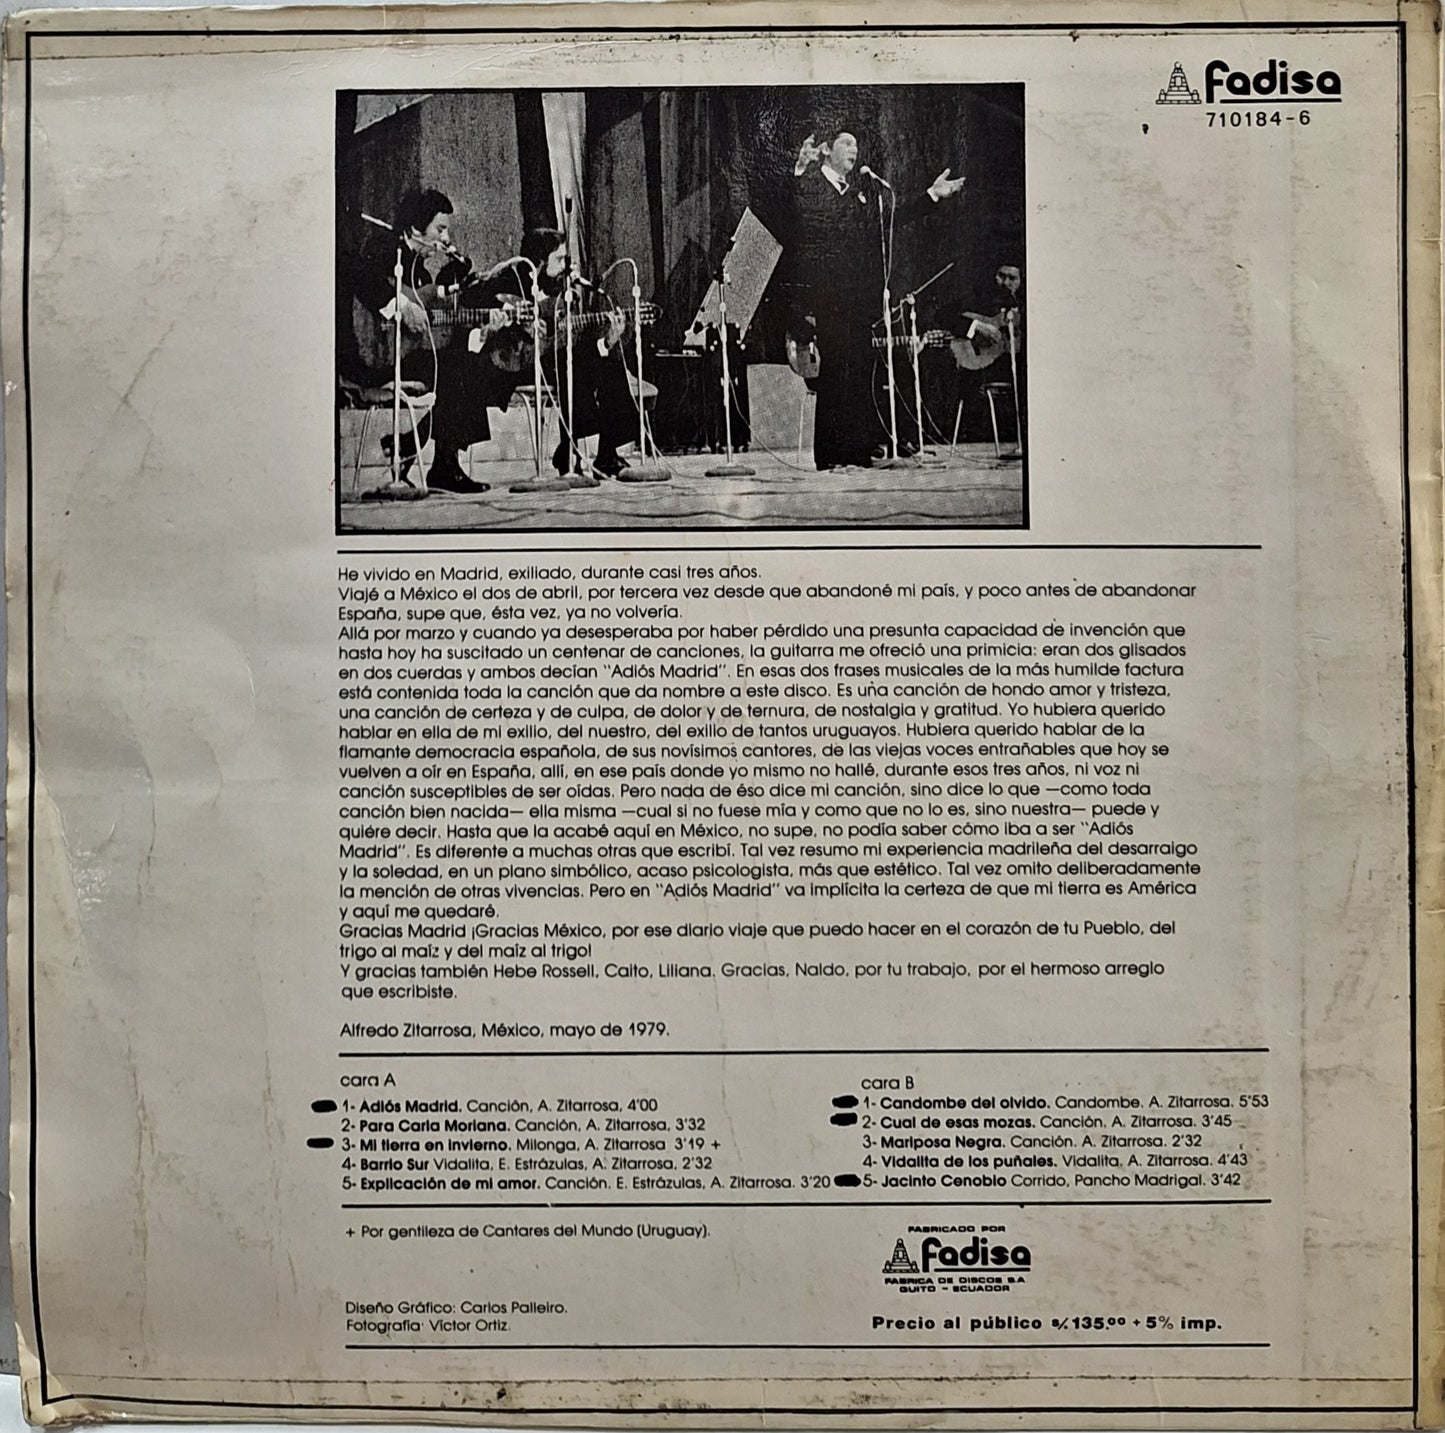 fadisa
710184-6
He vivido en Madrid, exiliado, durante casi tres años.
Viajé a México el dos de abril, por tercera vez desde que abandoné mi país, y poco antes de abandonar
España, supe que, ésta vez, ya no volvería.
Allá por marzo y cuando ya desesperaba por haber pérdido una presunta capacidad de invención que
hasta hoy ha suscitado un centenar de canciones, la guitarra me ofreció una primicia: eran dos glisados
en dos cuerdas y ambos decían "Adiós Madrid". En esas dos frases musicales de la más humilde factura
está contenida toda la canción que da nombre a este disco. Es una canción de hondo amor y tristeza,
una canción de certeza y de culpa, de dolor y de ternura, de nostalgia y gratitud. Yo hubiera querido
hablar en ella de mi exilio, del nuestro, del exilio de tantos uruguayos. Hubiera querido hablar de la
flamante democracia española, de sus novísimos cantores, de las viejas voces entrañables que hoy se
vuelven a oír en España, allí, en ese país donde yo mismo no hallé, durante esos tres años, ni voz ni
canción susceptibles de ser oídas. Pero nada de éso dice mi canción, sino dice lo que —como toda
canción bien nacida— ella misma —cual si no fuese mía y como que no lo es, sino nuestra— puede y
quiére decir. Hasta que la acabé aquí en México, no supe, no podía saber cómo iba a ser "Adiós
Madrid". Es diferente a muchas otras que escribí. Tal vez resumo mi experiencia madrileña del desarraigo
y la soledad, en un plano simbólico, acaso psicologista, más que estético. Tal vez omito deliberadamente
la mención de otras vivencias. Pero en "Adiós Madrid" va implícita la certeza de que mi tierra es América
y aquí me quedaré.
Gracias Madrid ¡Gracias México, por ese diario viaje que puedo hacer en el corazón de tu Pueblo, del
trigo al maíz y del maíz al trigo!
Y gracias también Hebe Rossell, Caito, Liliana. Gracias, Naldo, por tu trabajo, por el hermoso arreglo
que escribiste.
Alfredo Zitarrosa, México, mayo de 1979.
cara A
1- Adiós Madrid. Canción, A. Zitarrosa, 4'00
2- Para Carla Moriana. Canción, A. Zitarrosa, 3'32
3- Mi tierra en invierno. Milonga, A. Zitarrosa 3'19 +
4- Barrio Sur Vidalita, E. Estrázulas, A. Zitarrosa, 2'32
5- Explicación de mi amor. Canción. E. Estrázulas, A. Zitarrosa. 3'20
cara B
1- Candombe del olvido. Candombe. A. Zitarrosa. 5'53
2- Cual de esas mozas. Canción. A. Zitarrosa. 3'45
3- Mariposa Negra. Canción. A. Zitarrosa. 2'32
4- Vidalita de los puñales. Vidalita. A. Zitarrosa. 4'43
5- Jacinto Cenobio Corrido, Pancho Madrigal. 3'42
+ Por gentileza de Cantares del Mundo (Uruguay).
Diseño Gráfico: Carlos Palleiro.
Fotografía: Victor Ortiz.
FABRICADO POR
fadisa
FABRICA DE DISCOS S.A
QUITO - ECUADOR
Precio al público s/.135.oo + 5% imp.